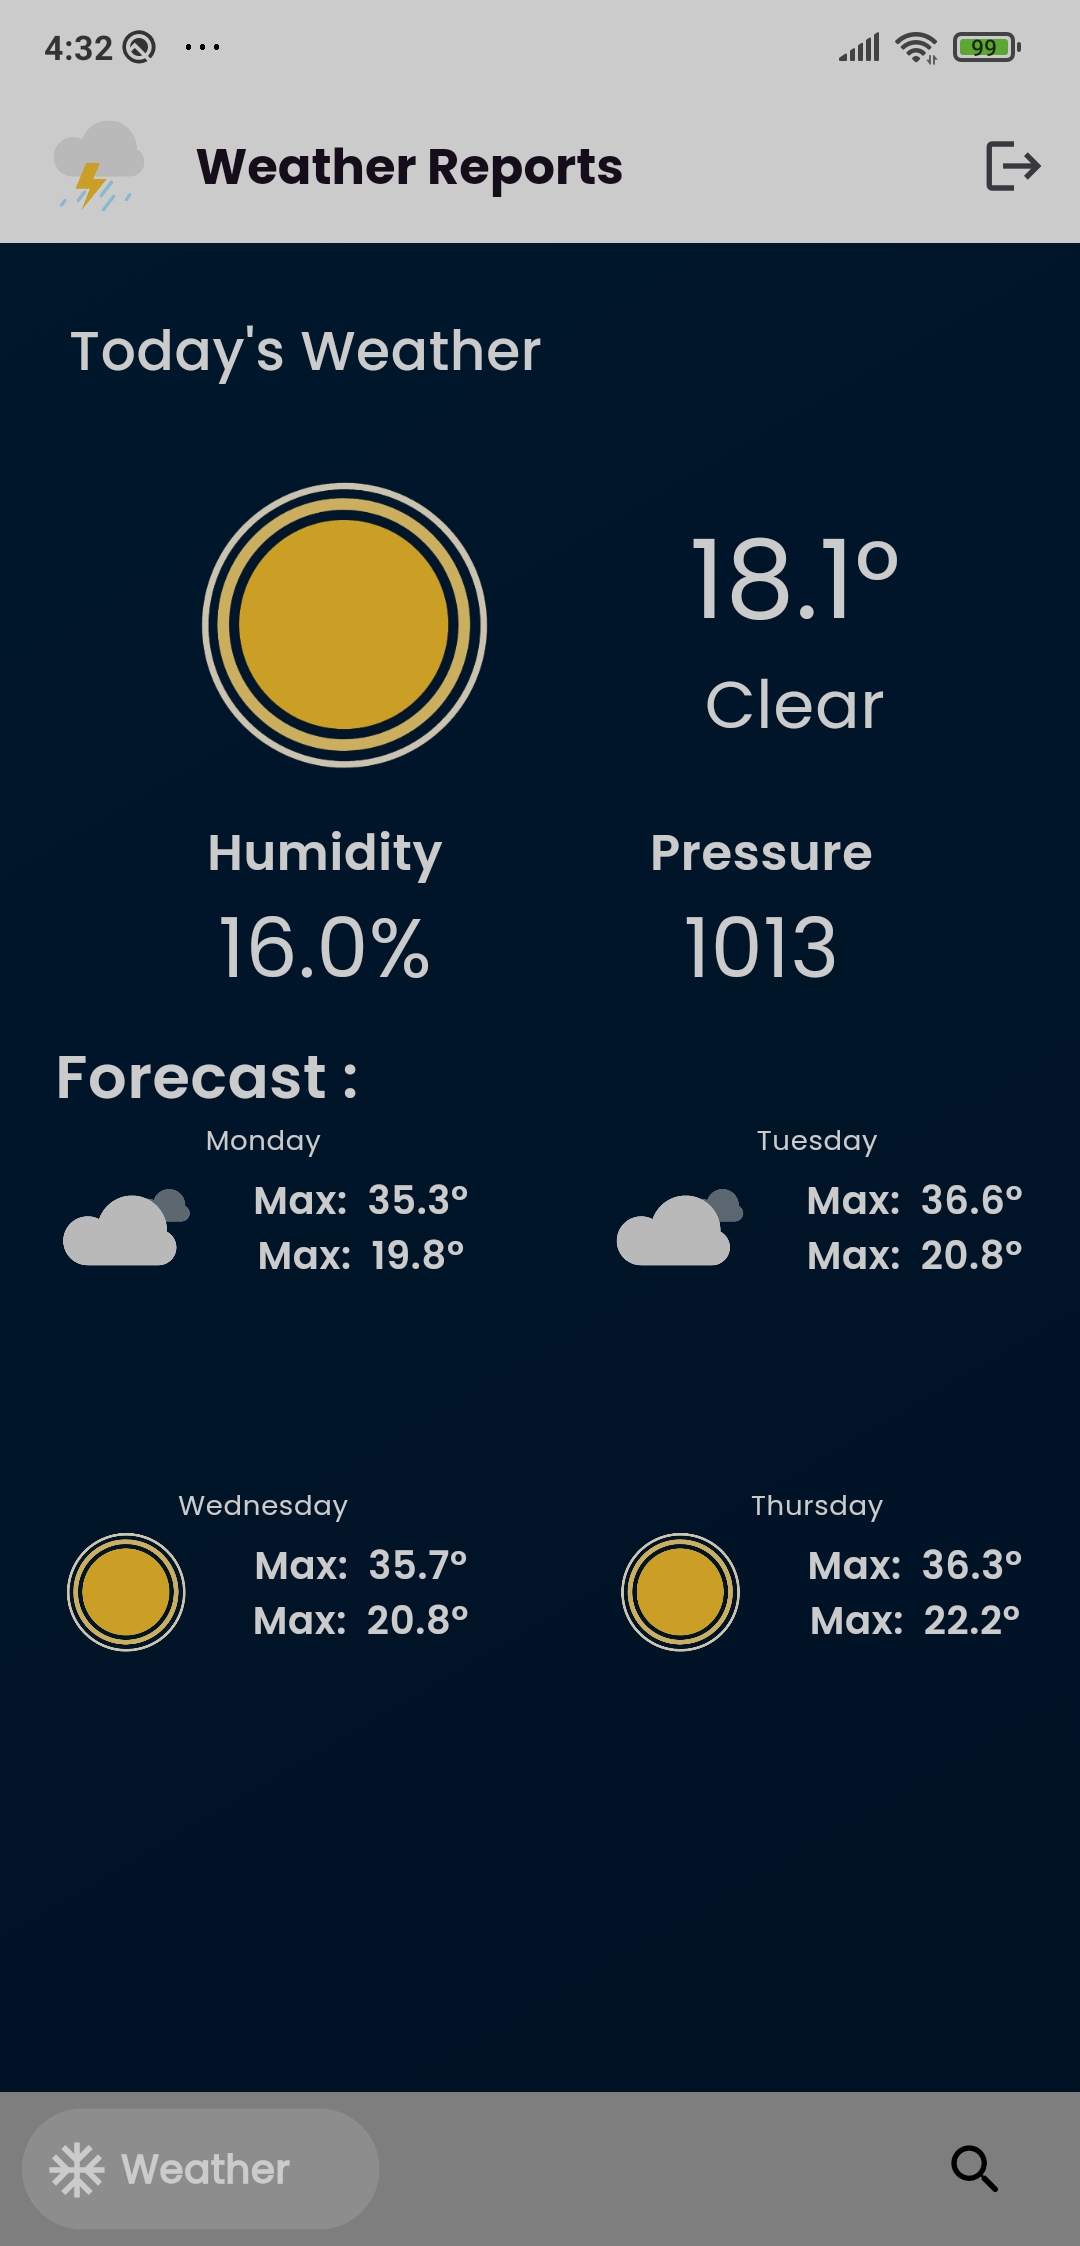 4:32
99
Weather Reports
Today's Weather
18.1°
Clear
Humidity
Pressure
16.0%
1013
Forecast :
Monday
Tuesday
Max: 35.3°
Max: 36.6°
Max: 19.8°
Max: 20.8°
Wednesday
Thursday
Max: 35.7°
Max: 36.3°
Max: 20.8°
Max: 22.2°
Weather